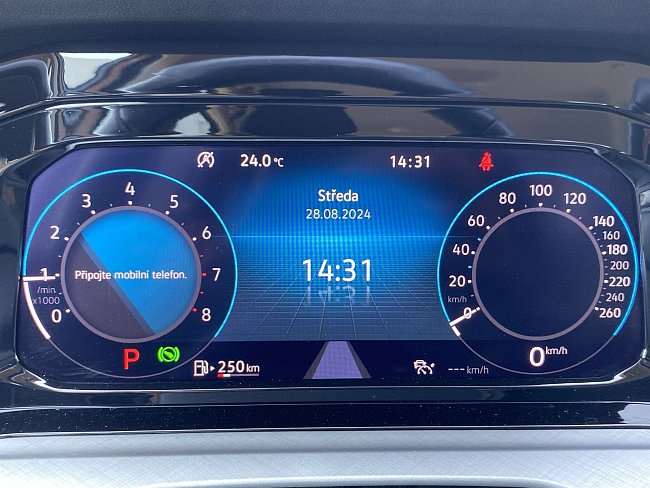 24.0 °C 14:31
Středa
28.08.2024
14:31
0 1 2 3 4 5 6 7 8
/min. x1000
Připojte mobilní telefon.
0 20 40 60 80 100 120 140 160 180 200 220 240 260
km/h
P
250 km
--- km/h
0 km/h